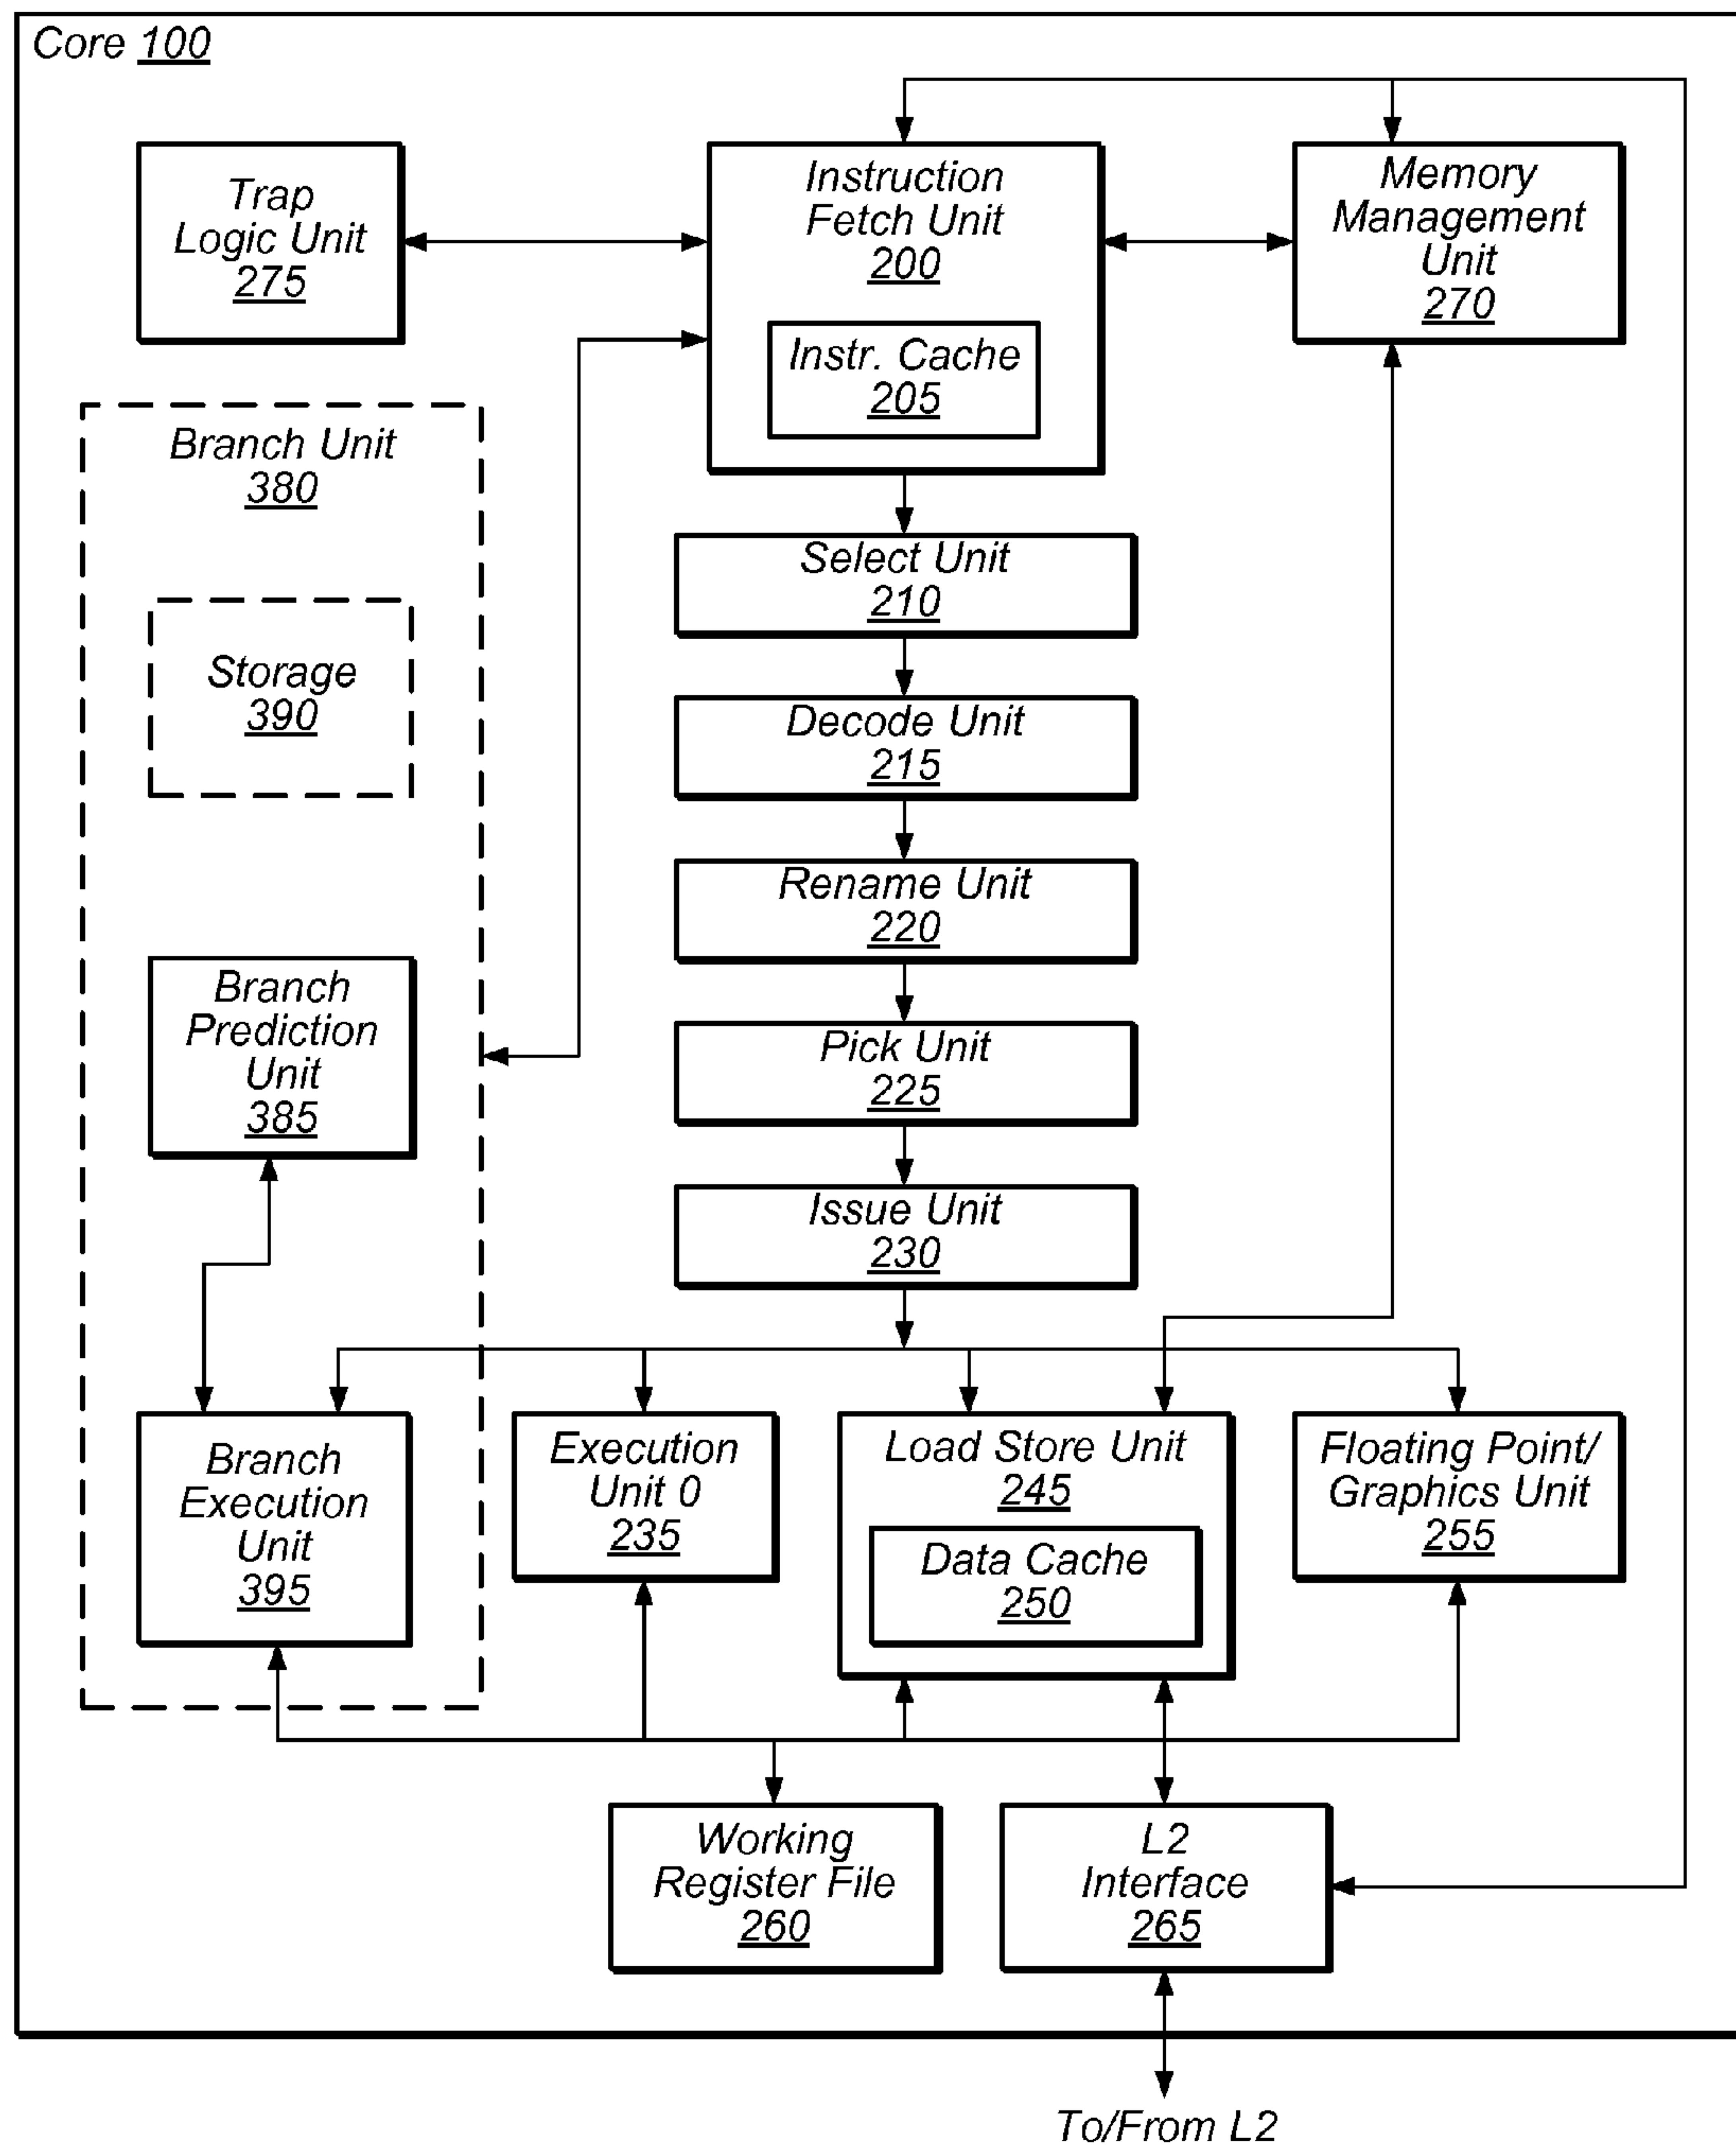 Core 100
Trap
Logic Unit
275
Instruction
Fetch Unit
200
Instr. Cache
205
Memory
Management
Unit
270
Branch Unit
380
Storage
390
Branch
Prediction
Unit
385
Select Unit
210
Decode Unit
215
Rename Unit
220
Pick Unit
225
Issue Unit
230
Branch
Execution
Unit
395
Execution
Unit 0
235
Load Store Unit
245
Data Cache
250
Floating Point/
Graphics Unit
255
Working
Register File
260
L2
Interface
265
To/From L2